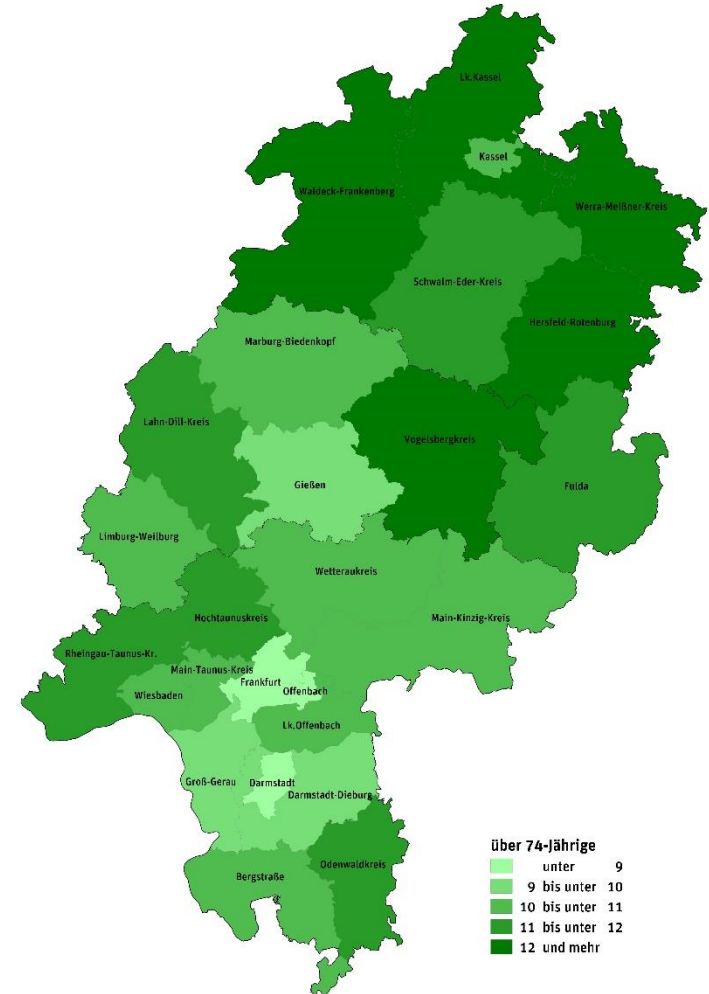 Lk.Kassel
Kassel
Waldeck-Frankenberg
Werra-Meißner-Kreis
Schwalm-Eder-Kreis
Hersfeld-Rotenburg
Marburg-Biedenkopf
Lahn-Dill-Kreis
Vogelsbergkreis
Gießen
Fulda
Limburg-Weilburg
Wetteraukreis
Hochtaunuskreis
Main-Kinzig-Kreis
Rheingau-Taunus-Kr.
Main-Taunus-Kreis
Frankfurt
Wiesbaden
Offenbach
Lk.Offenbach
Groß-Gerau
Darmstadt
Darmstadt-Dieburg
Odenwaldkreis
Bergstraße
über 74-Jährige
unter 9
9 bis unter 10
10 bis unter 11
11 bis unter 12
12 und mehr